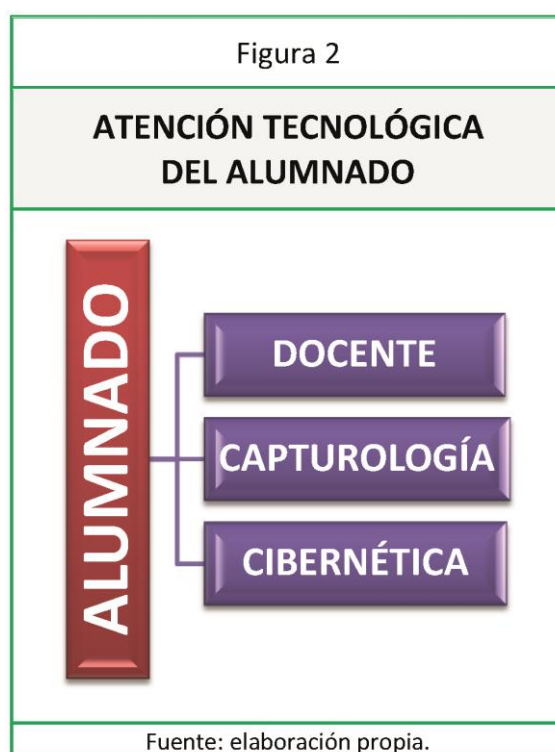 Figura 2
ATENCIÓN TECNOLÓGICA
DEL ALUMNADO
ALUMNADO
DOCENTE
CAPTUROLOGÍA
CIBERNÉTICA
Fuente: elaboración propia.